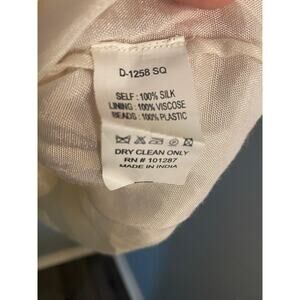 D-1258 SQ
SELF : 100% SILK
LINING : 100% VISCOSE
BEADS : 100% PLASTIC
DRY CLEAN ONLY
RN # 101287
MADE IN INDIA